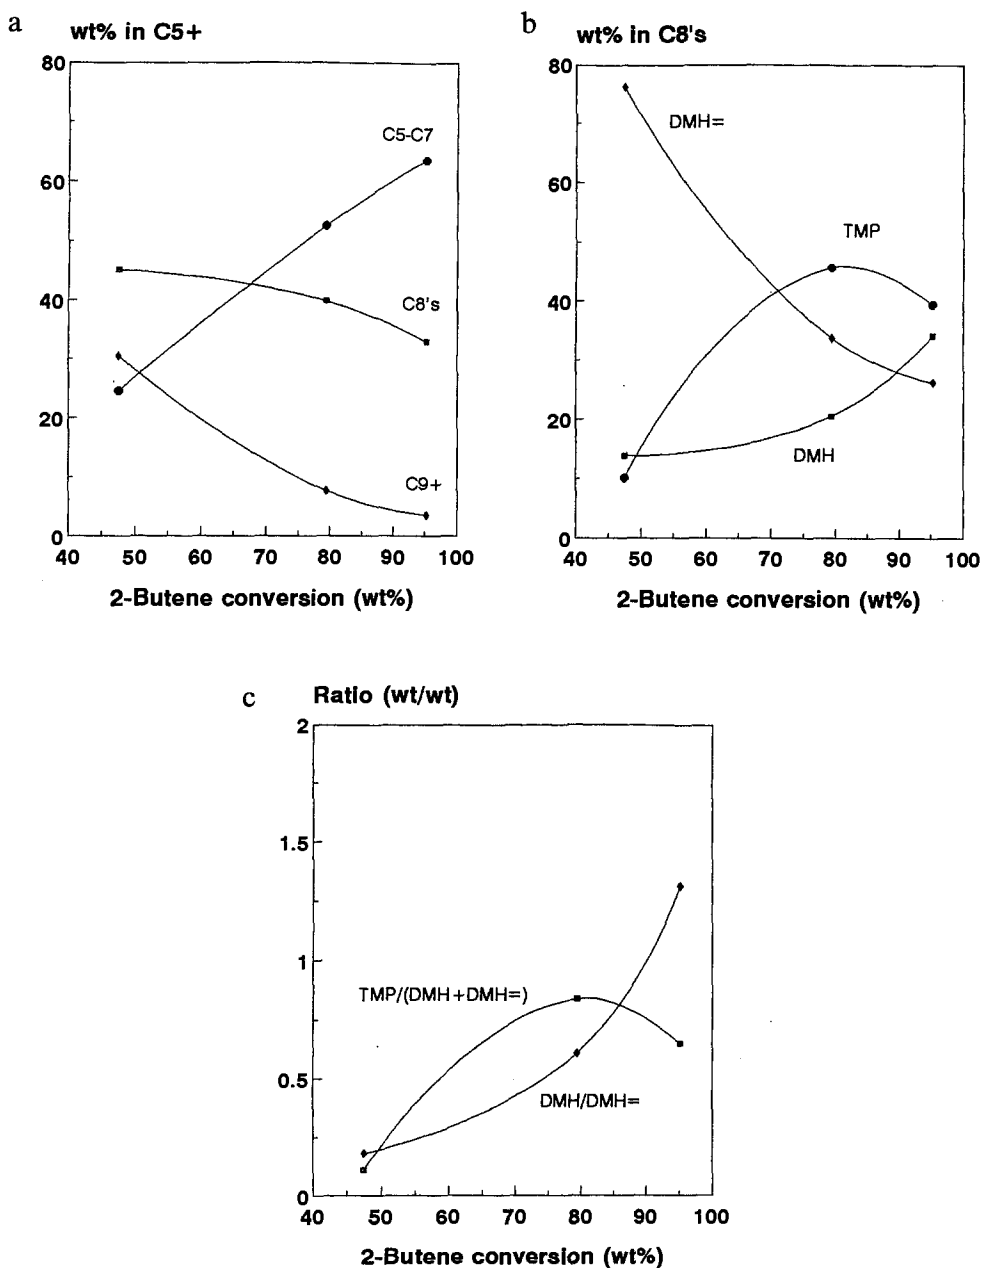 a
wt% in C5+
80
60
40
20
0
C5-C7
C8's
C9+
40 50 60 70 80 90 100
2-Butene conversion (wt%)
b
wt% in C8's
80
60
40
20
0
DMH=
TMP
DMH
40 50 60 70 80 90 100
2-Butene conversion (wt%)
c
Ratio (wt/wt)
2
1.5
1
0.5
0
TMP/(DMH+DMH=)
DMH/DMH=
40 50 60 70 80 90 100
2-Butene conversion (wt%)